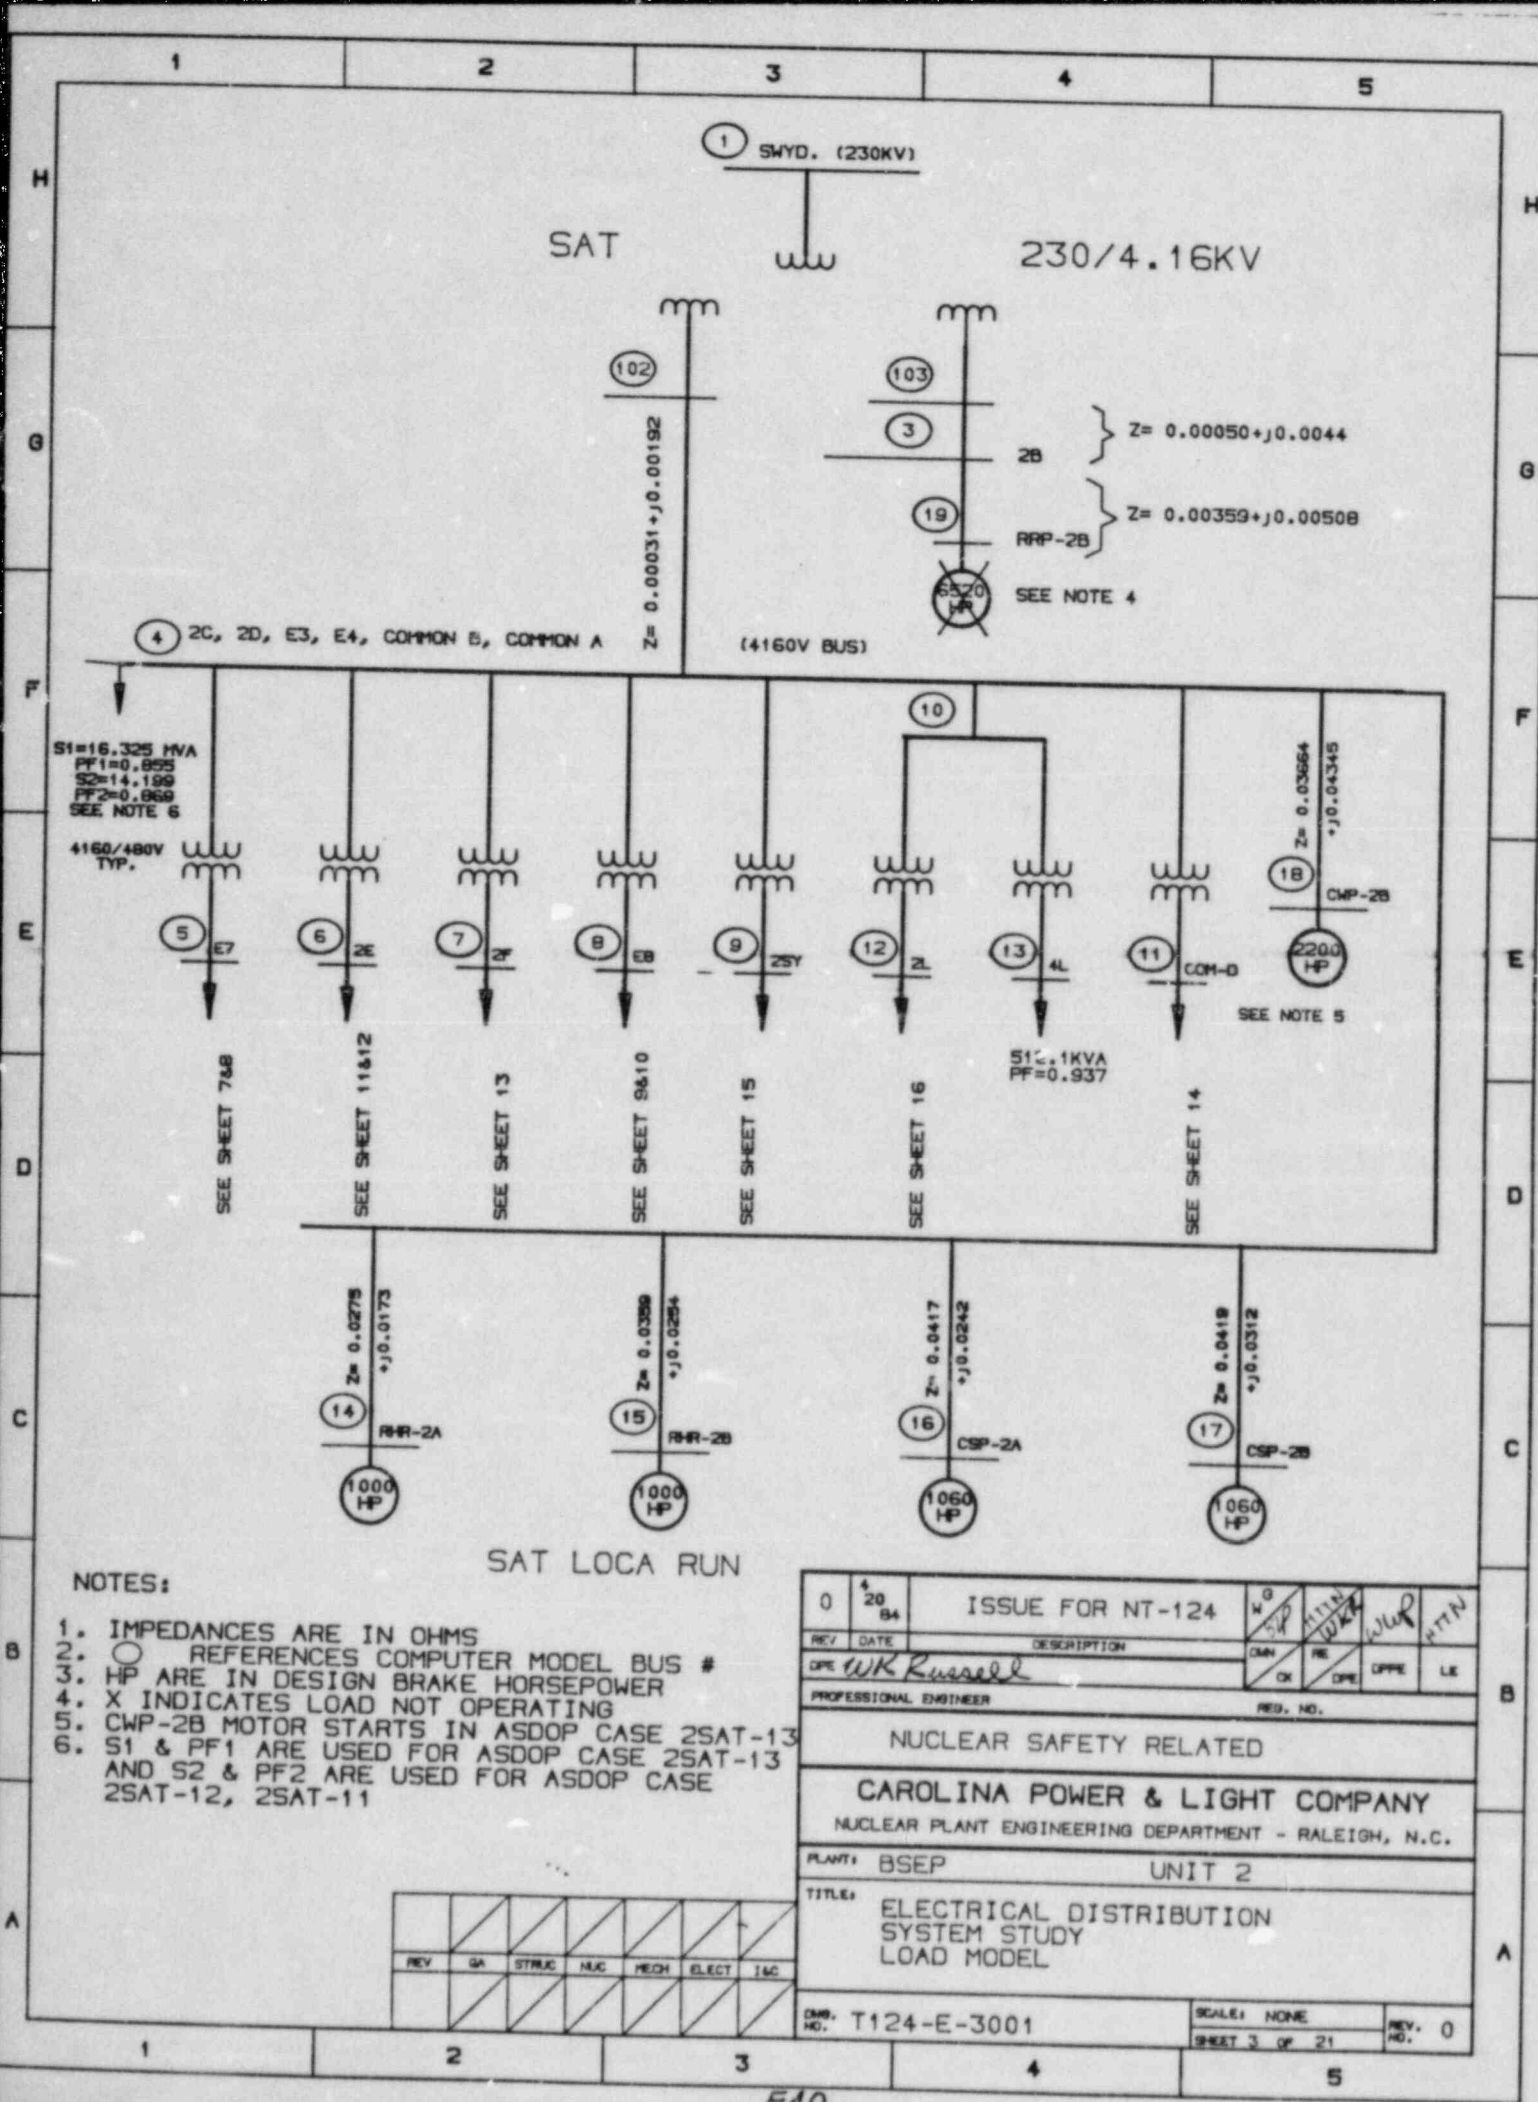 1 2 3 4 5
H H
1 SWYD. (230KV)
SAT 230/4.16KV
102 103
3 2B Z= 0.00050+j0.0044
G G
Z= 0.00031+j0.00192
19 RRP-2B Z= 0.00359+j0.00508
6520
HP
SEE NOTE 4
4 2C, 2D, E3, E4, COMMON B, COMMON A (4160V BUS)
F F
10
S1=16.325 MVA
PF1=0.855
S2=14.199
PF2=0.869
SEE NOTE 6
4160/480V
TYP.
Z= 0.03664
+j0.04345
18 CWP-2B
2200
HP
SEE NOTE 5
E E
5 E7
6 2E
7 2F
8 E8
9 2SY
12 2L
13 4L
11 COM-D
.1KVA
PF=0.937
SEE SHEET 7&8
SEE SHEET 11&12
SEE SHEET 13
SEE SHEET 9&10
SEE SHEET 15
SEE SHEET 16
SEE SHEET 14
D D
Z= 0.0275
+j0.0173
Z= 0.0359
+j0.0254
Z= 0.0417
+j0.0242
Z= 0.0419
+j0.0312
C C
14 RHR-2A
1000
HP
15 RHR-2B
1000
HP
16 CSP-2A
1060
HP
17 CSP-2B
1060
HP
SAT LOCA RUN
NOTES:
1. IMPEDANCES ARE IN OHMS
2. REFERENCES COMPUTER MODEL BUS #
3. HP ARE IN DESIGN BRAKE HORSEPOWER
4. X INDICATES LOAD NOT OPERATING
5. CWP-2B MOTOR STARTS IN ASDOP CASE 2SAT-13
6. S1 & PF1 ARE USED FOR ASDOP CASE 2SAT-13
AND S2 & PF2 ARE USED FOR ASDOP CASE
2SAT-12, 2SAT-11
B B
0 4 20 84 ISSUE FOR NT-124
REV DATE DESCRIPTION DWN CK RE DPE DPPE LE
DPE WK Russell
PROFESSIONAL ENGINEER REG. NO.
NUCLEAR SAFETY RELATED
CAROLINA POWER & LIGHT COMPANY
NUCLEAR PLANT ENGINEERING DEPARTMENT - RALEIGH, N.C.
PLANT: BSEP UNIT 2
TITLE: ELECTRICAL DISTRIBUTION
SYSTEM STUDY
LOAD MODEL
A A
REV QA STRUC NUC MECH ELECT I&C
DWG. NO. T124-E-3001
SCALE: NONE
SHEET 3 OF 21
REV. NO. 0
1 2 3 4 5